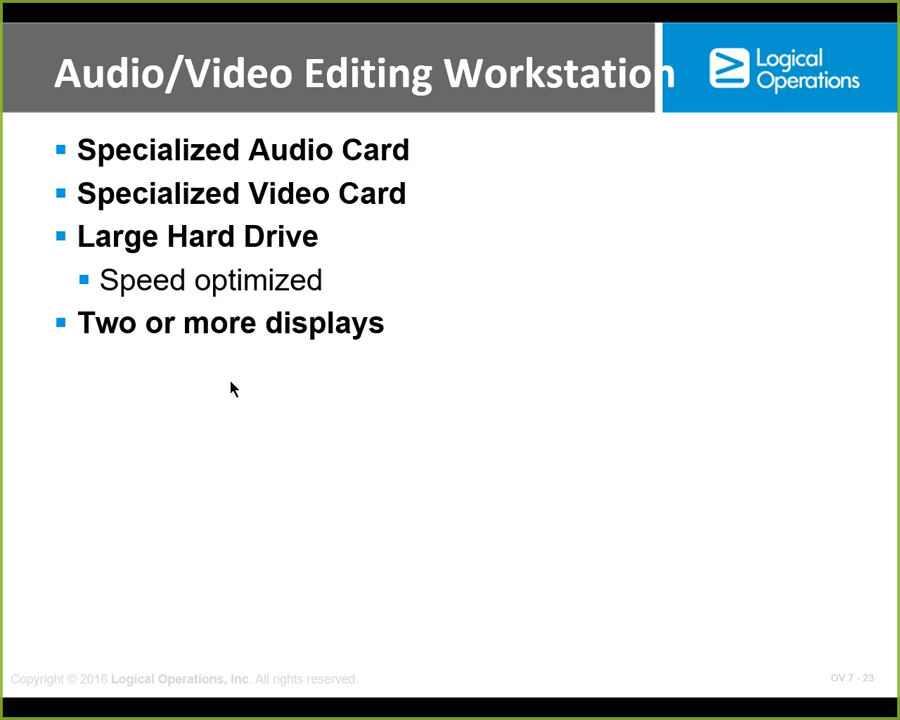 Audio/Video Editing Workstation
Logical
Operations
Specialized Audio Card
Specialized Video Card
Large Hard Drive
Speed optimized
Two or more displays
Copyright © 2016 Logical Operations, Inc. All rights reserved.
OV 7 - 23